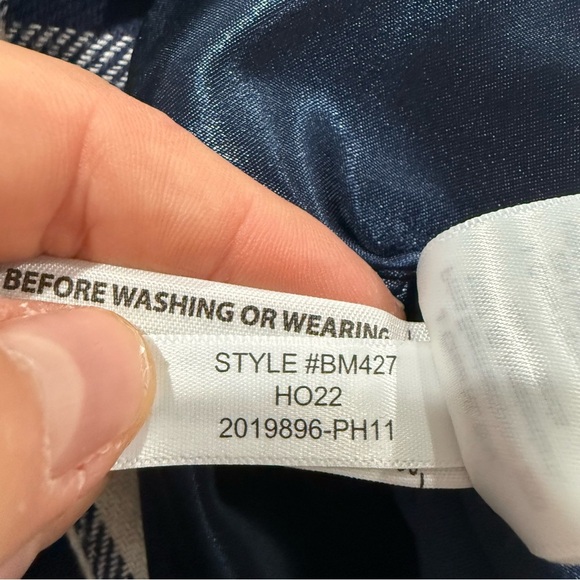 BEFORE WASHING OR WEARING
STYLE #BM427
HO22
2019896-PH11